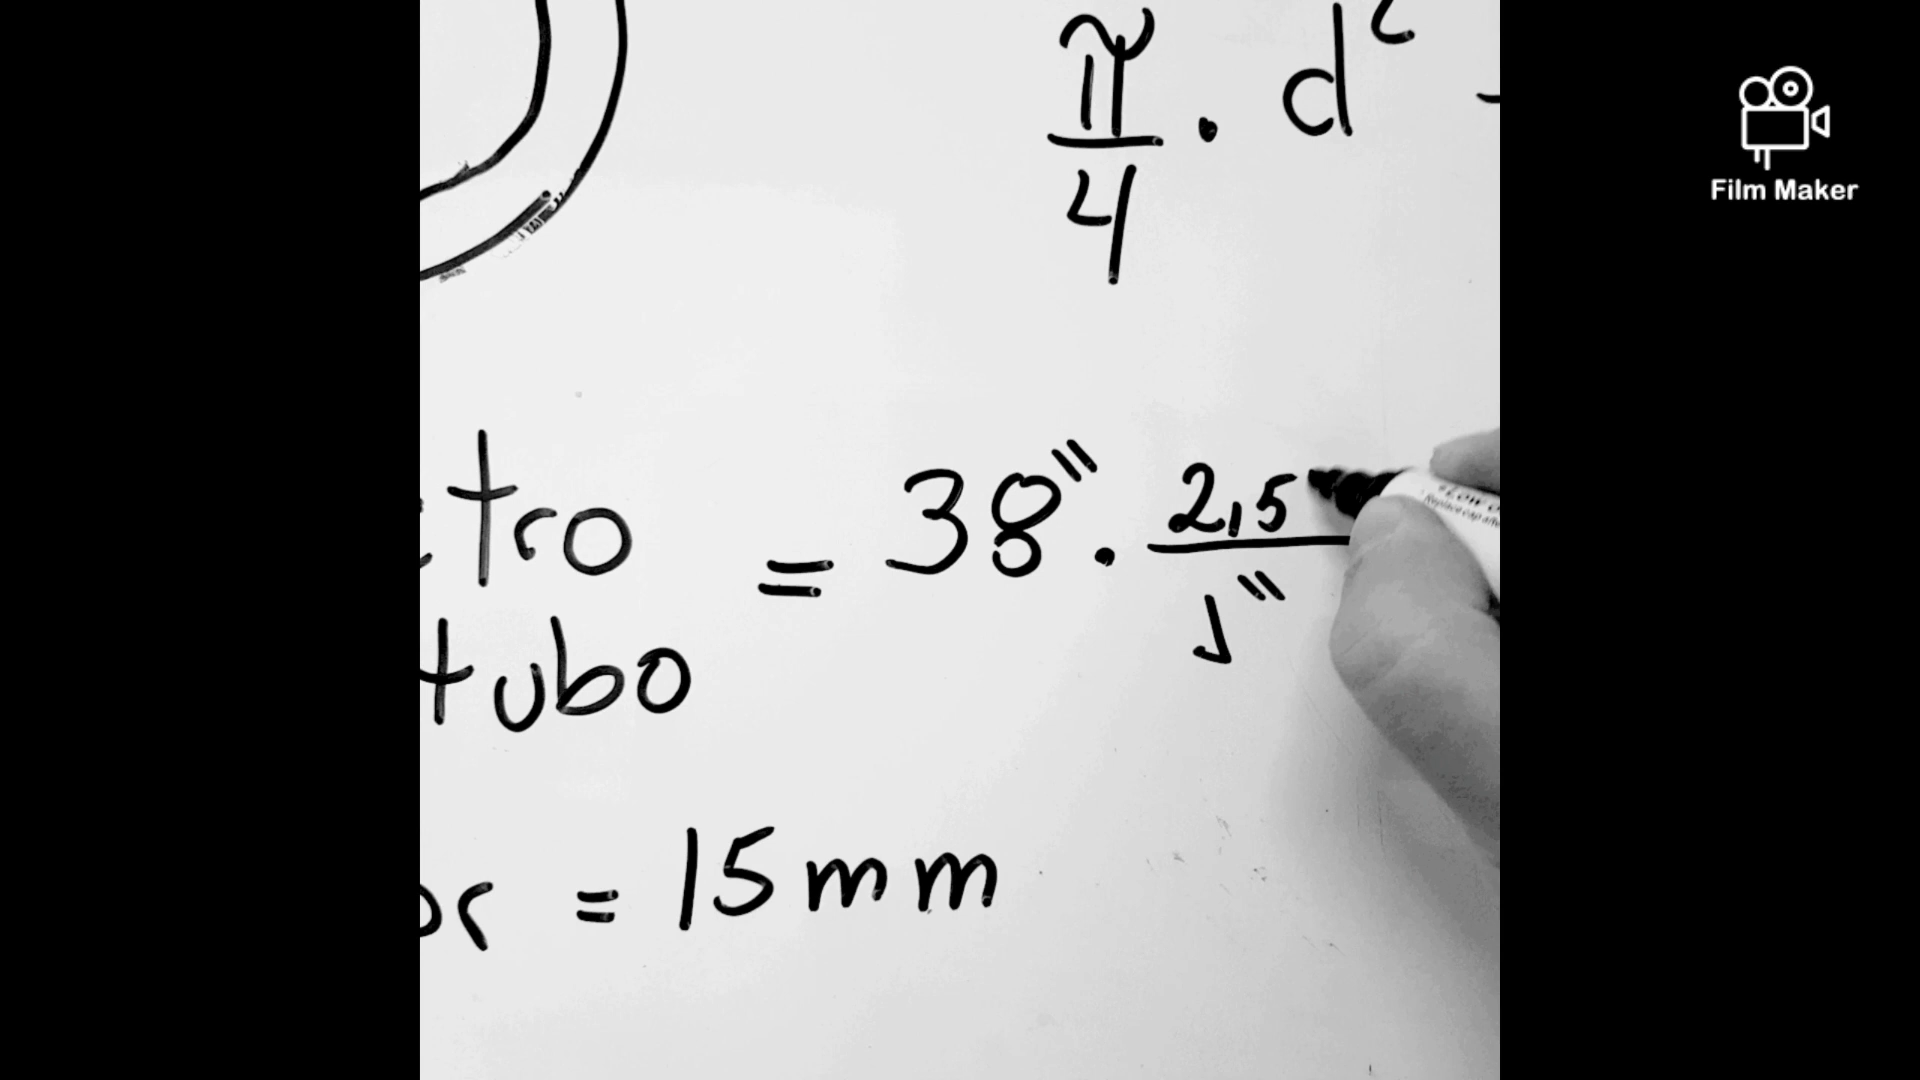 π/4 . d²
Film Maker
tro = 38" . 2,5/1"
tubo
or = 15mm